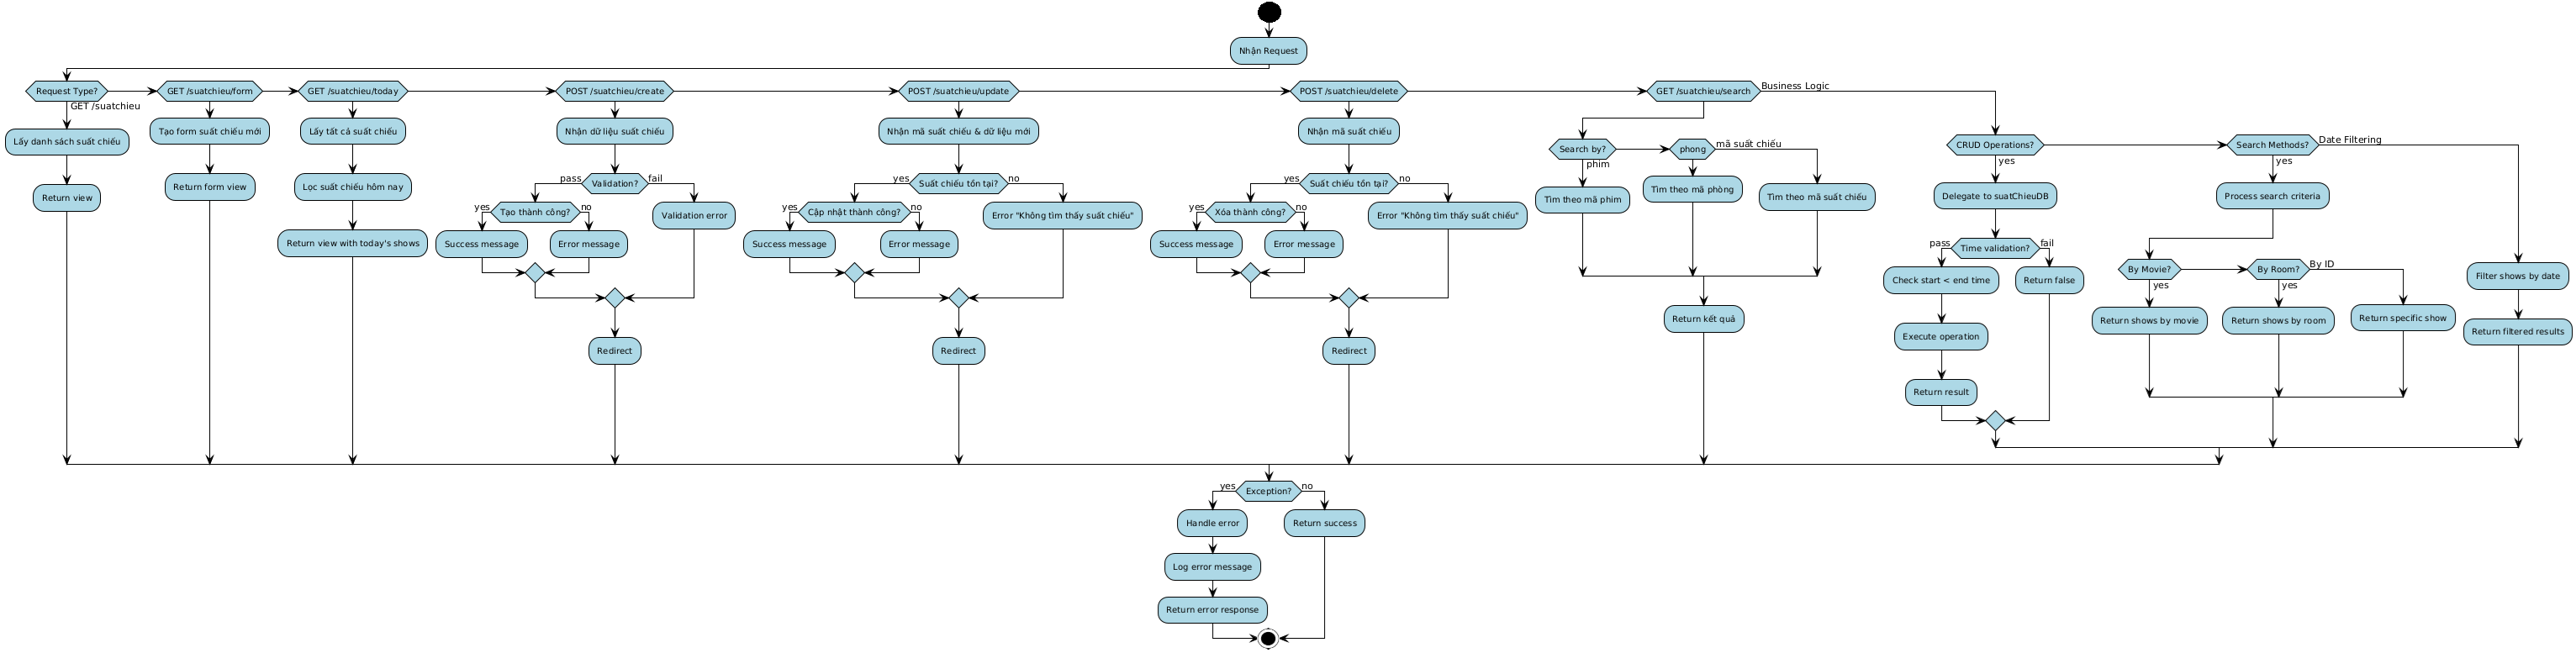 Nhận Request
Request Type?
GET /suatchieu
Lấy danh sách suất chiếu
Return view
GET /suatchieu/form
Tạo form suất chiếu mới
Return form view
GET /suatchieu/today
Lấy tất cả suất chiếu
Lọc suất chiếu hôm nay
Return view with today's shows
POST /suatchieu/create
Nhận dữ liệu suất chiếu
pass
Validation?
fail
yes
Tạo thành công?
no
Success message
Error message
Validation error
Redirect
POST /suatchieu/update
Nhận mã suất chiếu & dữ liệu mới
yes
Suất chiếu tồn tại?
no
yes
Cập nhật thành công?
no
Success message
Error message
Error "Không tìm thấy suất chiếu"
Redirect
POST /suatchieu/delete
Nhận mã suất chiếu
yes
Suất chiếu tồn tại?
no
yes
Xóa thành công?
no
Success message
Error message
Error "Không tìm thấy suất chiếu"
Redirect
GET /suatchieu/search
Business Logic
Search by?
phim
Tìm theo mã phim
phong
Tìm theo mã phòng
mã suất chiếu
Tìm theo mã suất chiếu
Return kết quả
CRUD Operations?
yes
Delegate to suatChieuDB
pass
Time validation?
fail
Check start < end time
Execute operation
Return result
Return false
Search Methods?
yes
Process search criteria
By Movie?
yes
Return shows by movie
By Room?
yes
Return shows by room
By ID
Return specific show
Date Filtering
Filter shows by date
Return filtered results
yes
Exception?
no
Handle error
Log error message
Return error response
Return success